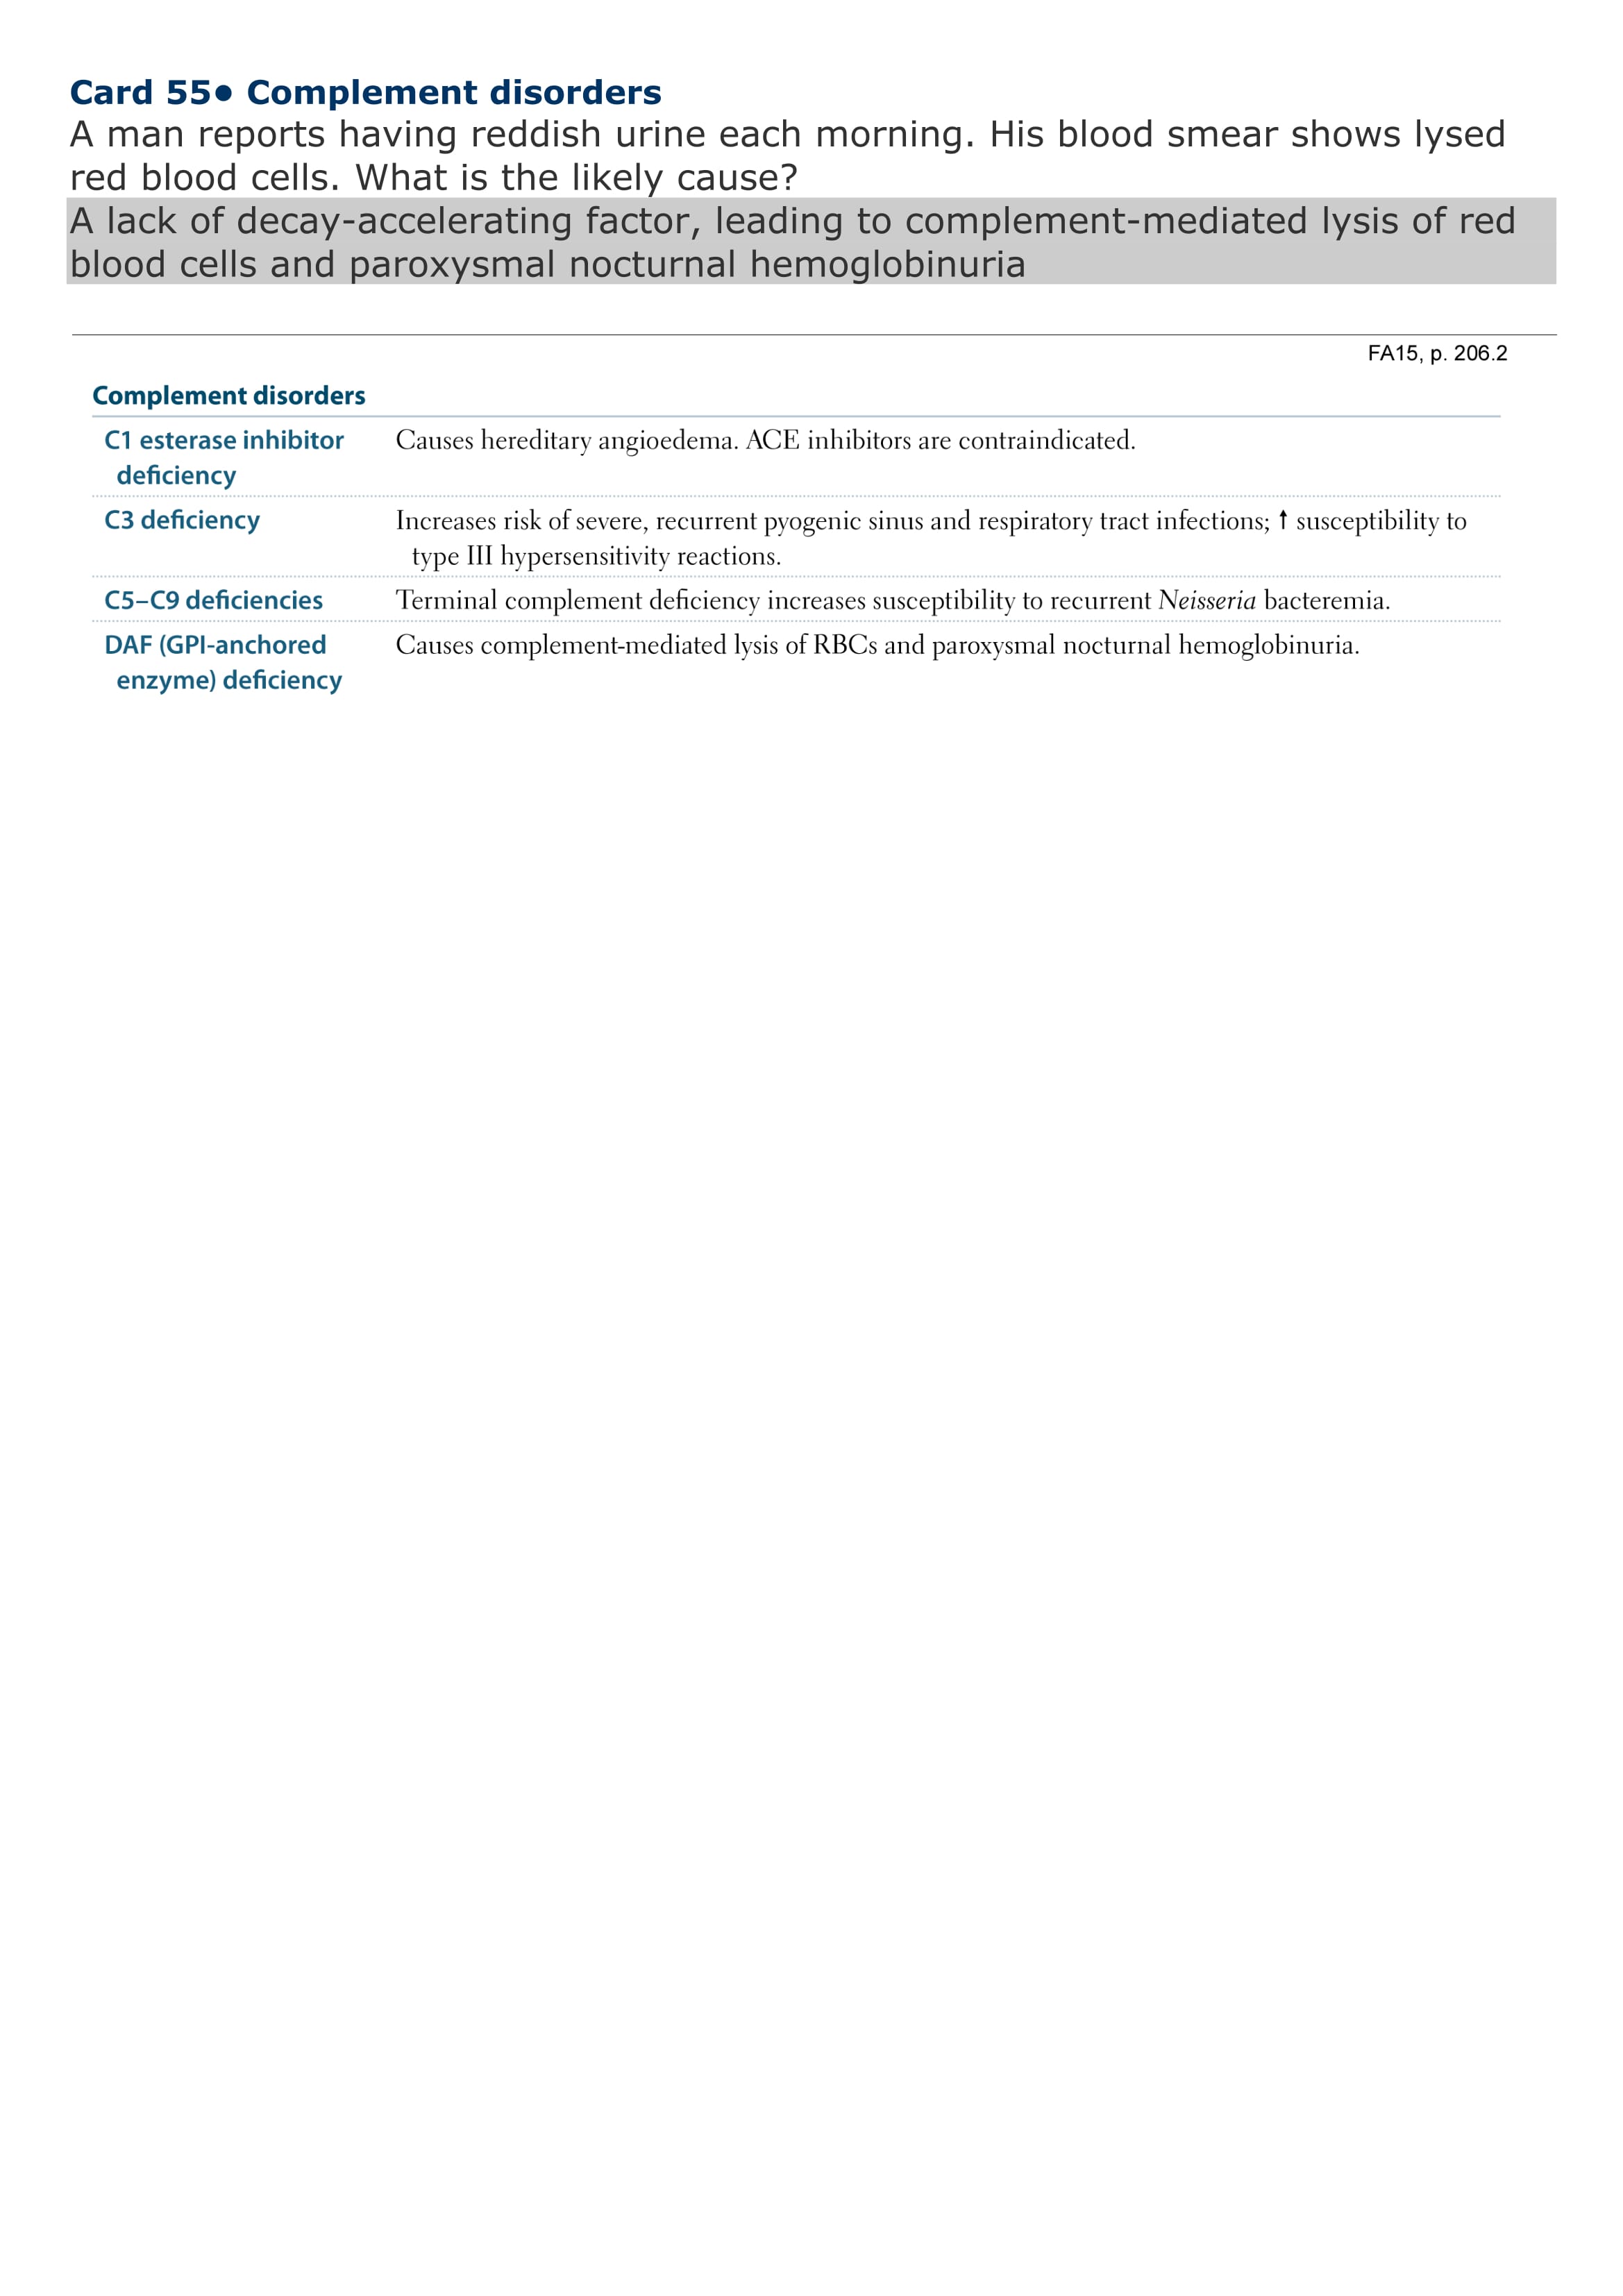 Card 55• Complement disorders
A man reports having reddish urine each morning. His blood smear shows lysed
red blood cells. What is the likely cause?
A lack of decay-accelerating factor, leading to complement-mediated lysis of red
blood cells and paroxysmal nocturnal hemoglobinuria
FA15, p. 206.2
Complement disorders
C1 esterase inhibitor Causes hereditary angioedema. ACE inhibitors are contraindicated.
deficiency
C3 deficiency Increases risk of severe, recurrent pyogenic sinus and respiratory tract infections; ↑ susceptibility to
type III hypersensitivity reactions.
C5–C9 deficiencies Terminal complement deficiency increases susceptibility to recurrent Neisseria bacteremia.
DAF (GPI-anchored Causes complement-mediated lysis of RBCs and paroxysmal nocturnal hemoglobinuria.
enzyme) deficiency